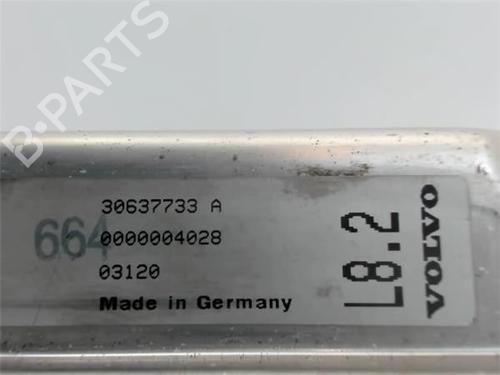 B-PARTS
30637733 A
664
0000004028
03120
Made in Germany
L8.2
VOLVO